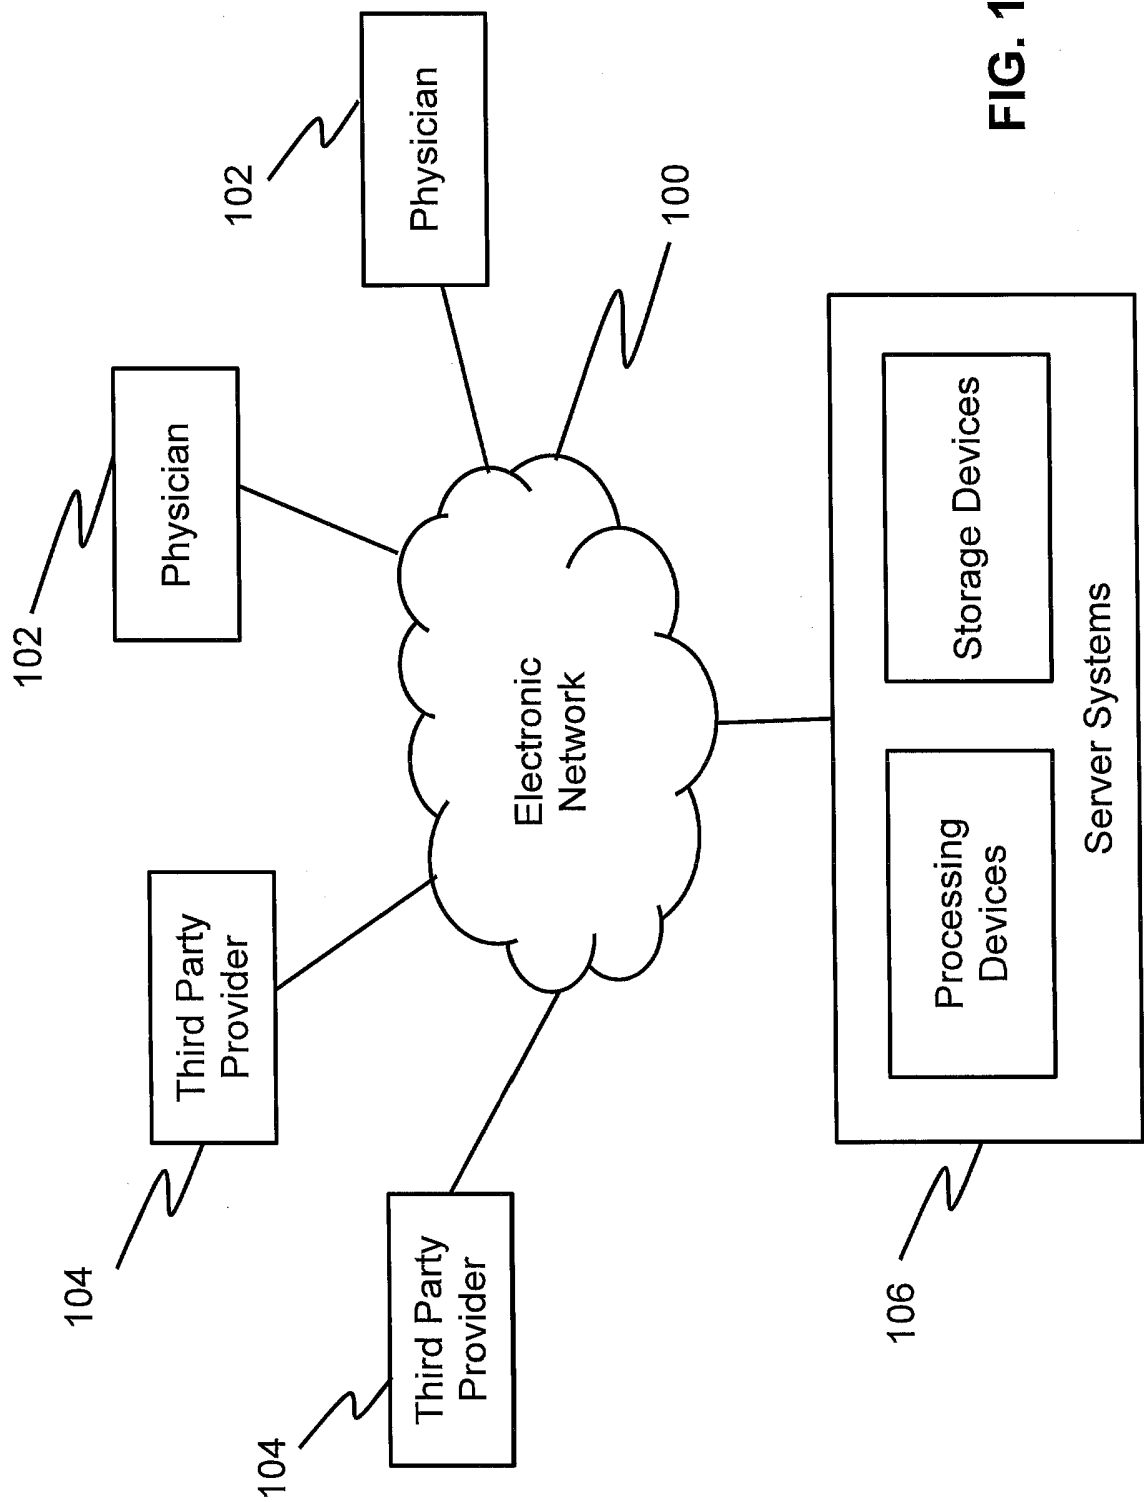 102
Physician
102
Physician
104
Third Party
Provider
104
Third Party
Provider
Electronic
Network
100
106
Processing
Devices
Storage Devices
Server Systems
FIG. 1